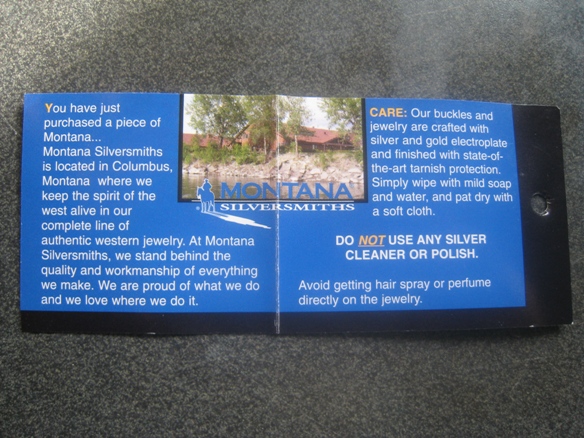 You have just
purchased a piece of
Montana...
Montana Silversmiths
is located in Columbus,
Montana where we
keep the spirit of the
west alive in our
complete line of
authentic western jewelry. At Montana
Silversmiths, we stand behind the
quality and workmanship of everything
we make. We are proud of what we do
and we love where we do it.
MONTANA
SILVERSMITHS
CARE: Our buckles and
jewelry are crafted with
silver and gold electroplate
and finished with state-of-
the-art tarnish protection.
Simply wipe with mild soap
and water, and pat dry with
a soft cloth.
DO NOT USE ANY SILVER
CLEANER OR POLISH.
Avoid getting hair spray or perfume
directly on the jewelry.